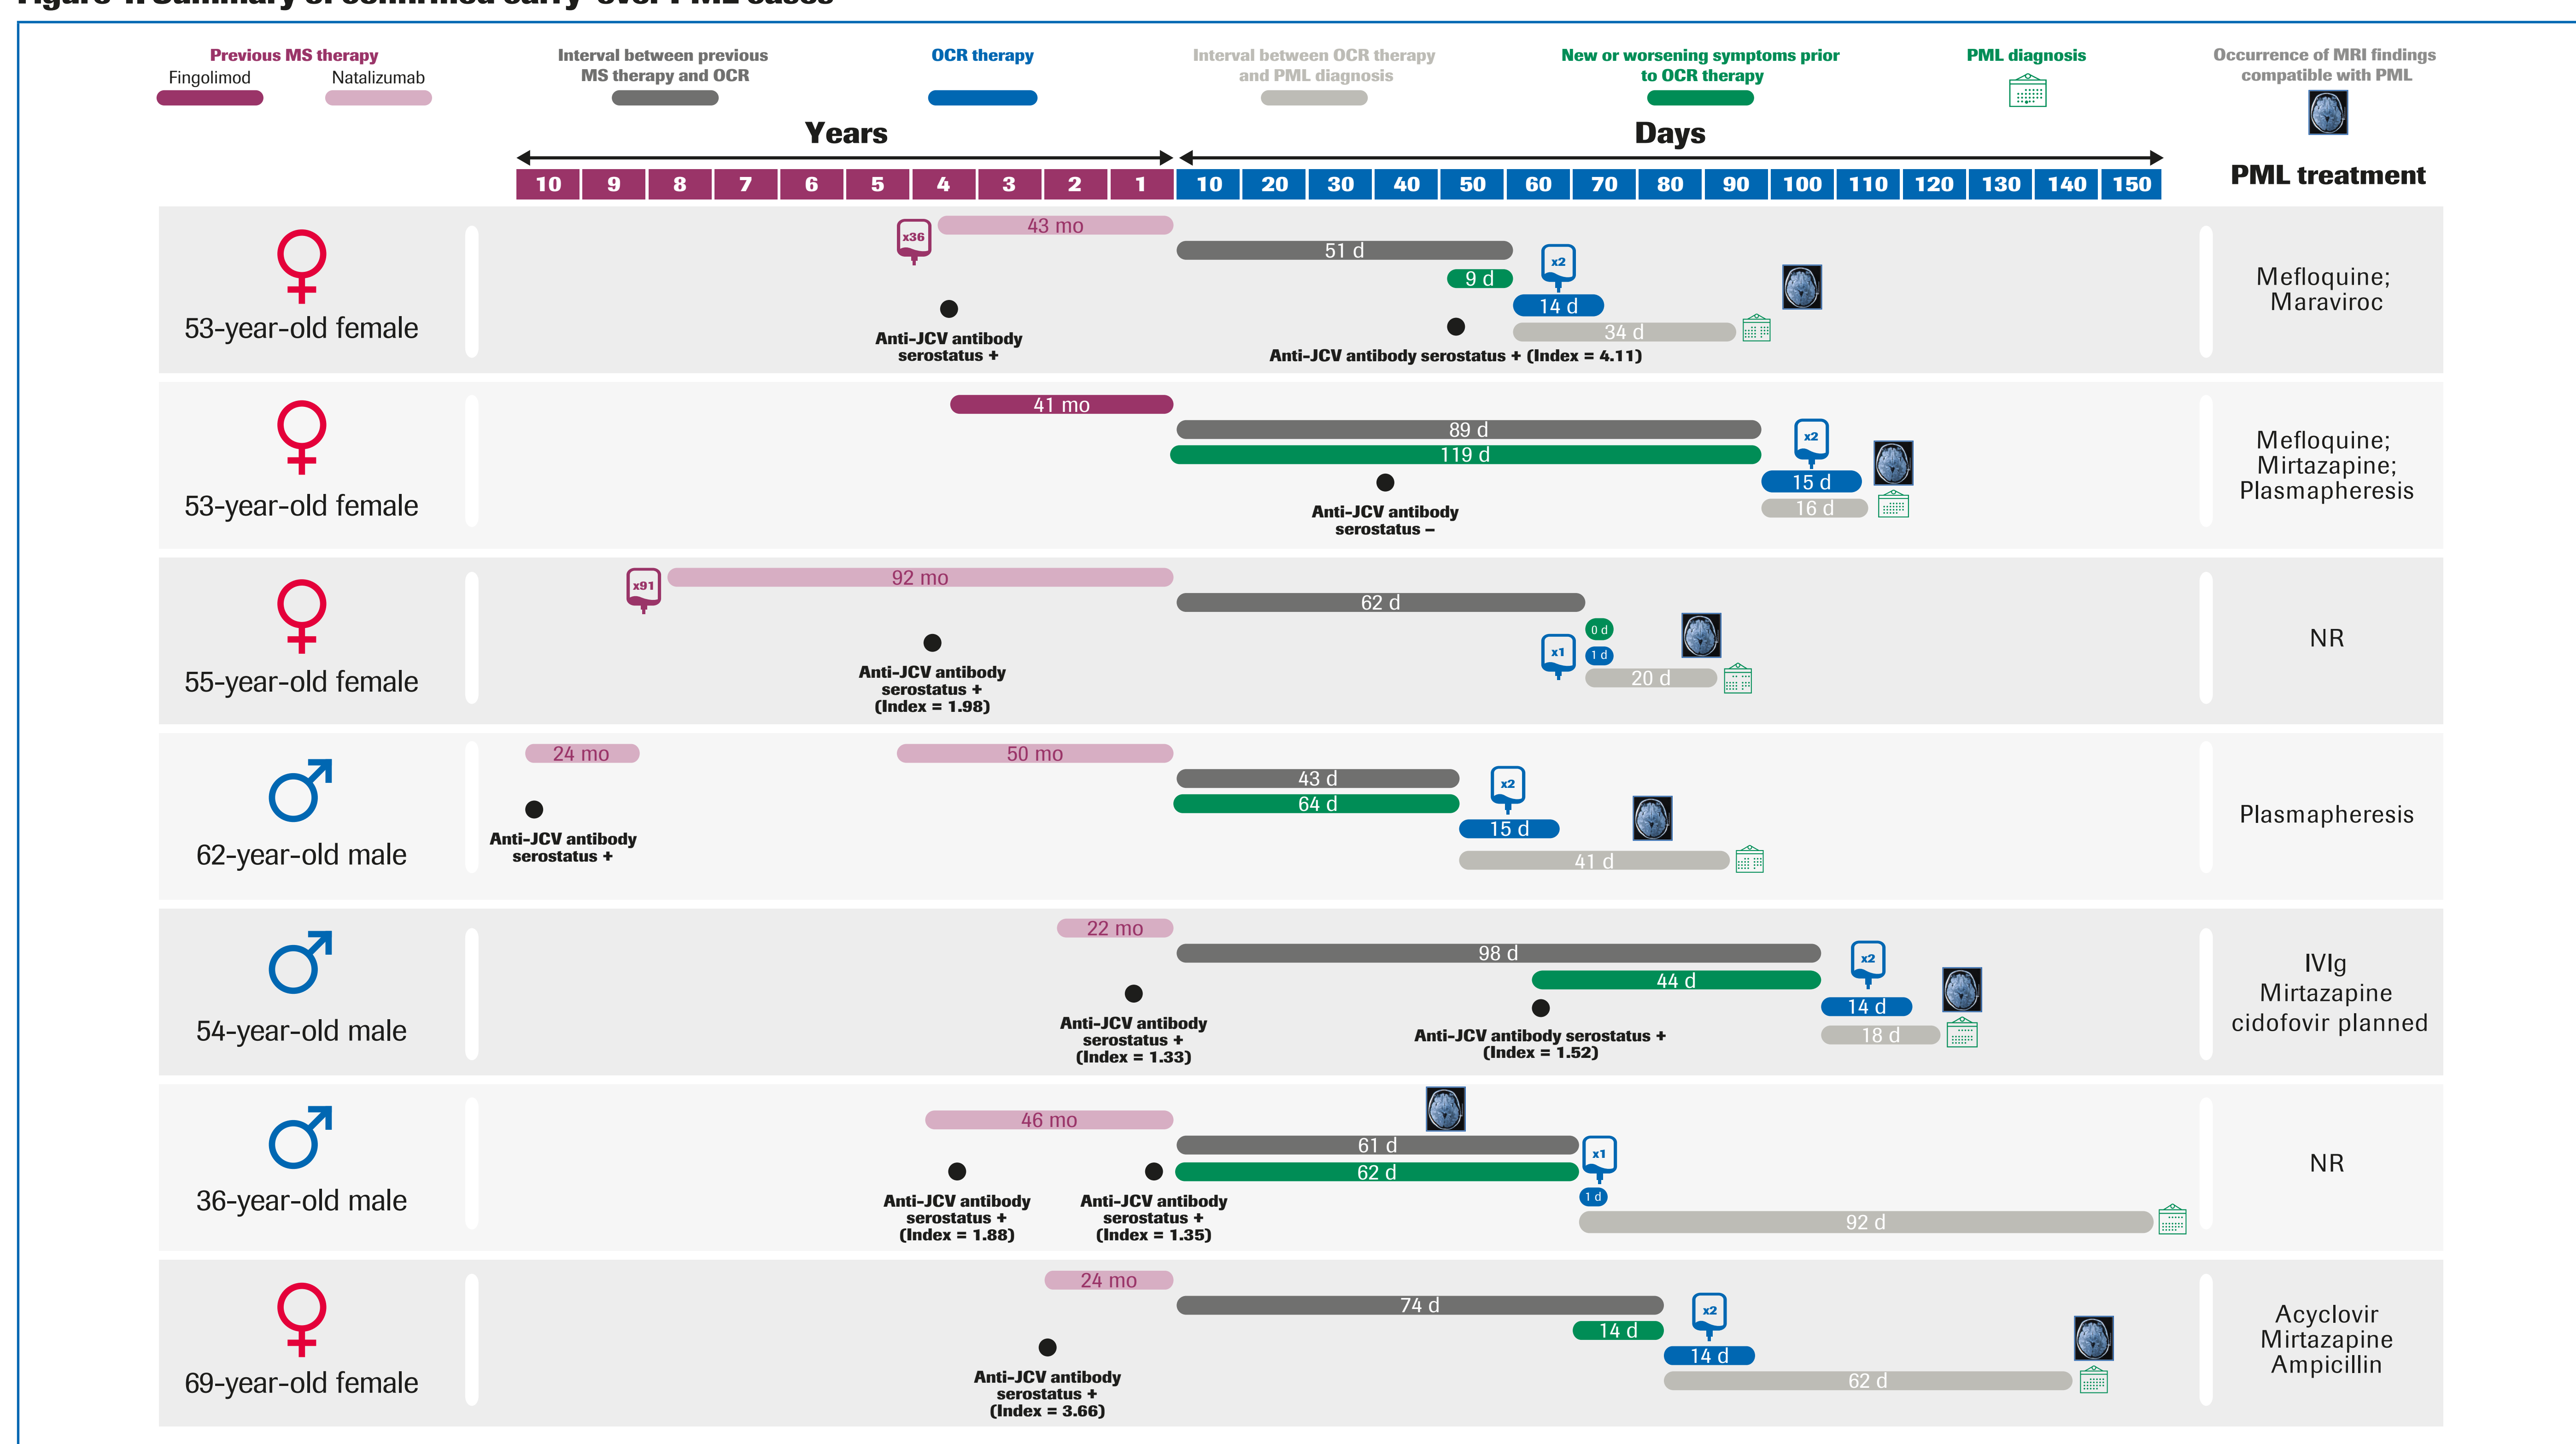 Figure 1. Summary of confirmed carry-over PML cases
Previous MS therapy
Fingolimod
Natalizumab
Interval between previous
MS therapy and OCR
OCR therapy
Interval between OCR therapy
and PML diagnosis
New or worsening symptoms prior
to OCR therapy
PML diagnosis
Occurrence of MRI findings
compatible with PML
Years
Days
10 9 8 7 6 5 4 3 2 1 10 20 30 40 50 60 70 80 90 100 110 120 130 140 150
PML treatment
53-year-old female
x36
43 mo
51 d
9 d
x2
14 d
34 d
Anti-JCV antibody
serostatus +
Anti-JCV antibody serostatus + (Index = 4.11)
Mefloquine;
Maraviroc
53-year-old female
41 mo
89 d
119 d
x2
15 d
16 d
Anti-JCV antibody
serostatus –
Mefloquine;
Mirtazapine;
Plasmapheresis
55-year-old female
x91
92 mo
62 d
0 d
x1
1 d
20 d
Anti-JCV antibody
serostatus +
(Index = 1.98)
NR
62-year-old male
24 mo
50 mo
43 d
64 d
x2
15 d
41 d
Anti-JCV antibody
serostatus +
Plasmapheresis
54-year-old male
22 mo
98 d
44 d
x2
14 d
18 d
Anti-JCV antibody
serostatus +
(Index = 1.33)
Anti-JCV antibody serostatus +
(Index = 1.52)
IVIg
Mirtazapine
cidofovir planned
36-year-old male
46 mo
61 d
62 d
x1
1 d
92 d
Anti-JCV antibody
serostatus +
(Index = 1.88)
Anti-JCV antibody
serostatus +
(Index = 1.35)
NR
69-year-old female
24 mo
74 d
14 d
x2
14 d
62 d
Anti-JCV antibody
serostatus +
(Index = 3.66)
Acyclovir
Mirtazapine
Ampicillin